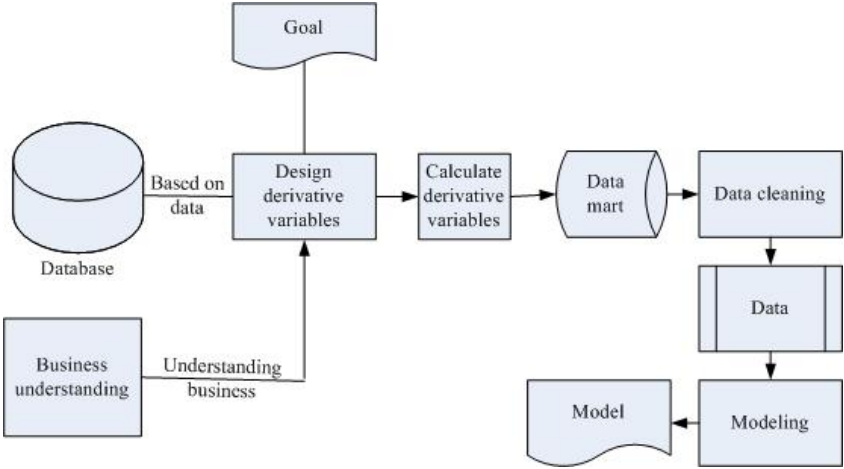 Goal
Based on
data
Database
Design
derivative
variables
Calculate
derivative
variables
Data
mart
Data cleaning
Data
Business
understanding
Understanding
business
Model
Modeling